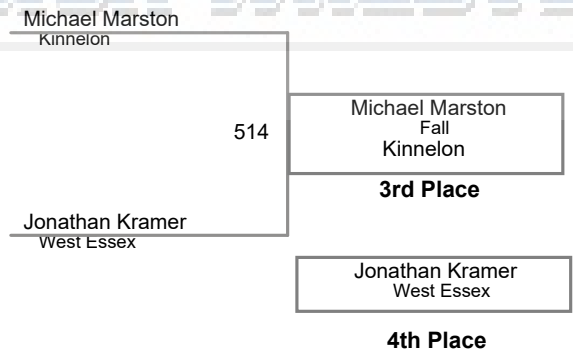 Michael Marston
Kinnelon
514
Michael Marston
Fall
Kinnelon
3rd Place
Jonathan Kramer
West Essex
Jonathan Kramer
West Essex
4th Place